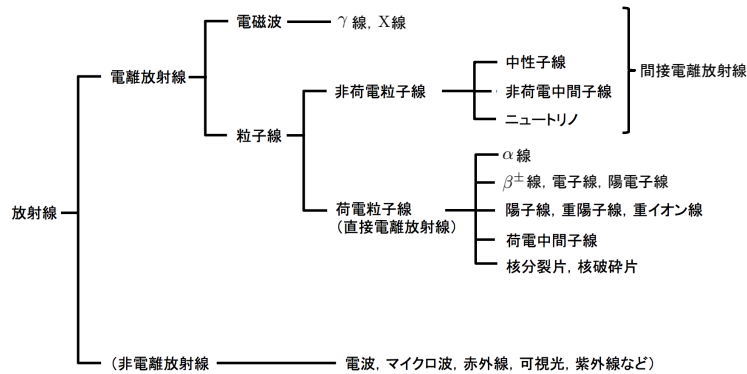 放射線
電離放射線
電磁波
γ 線, X線
粒子線
非荷電粒子線
中性子線
非荷電中間子線
ニュートリノ
間接電離放射線
荷電粒子線
（直接電離放射線）
α 線
β± 線, 電子線, 陽電子線
陽子線, 重陽子線, 重イオン線
荷電中間子線
核分裂片, 核破砕片
（非電離放射線
電波, マイクロ波, 赤外線, 可視光, 紫外線など）